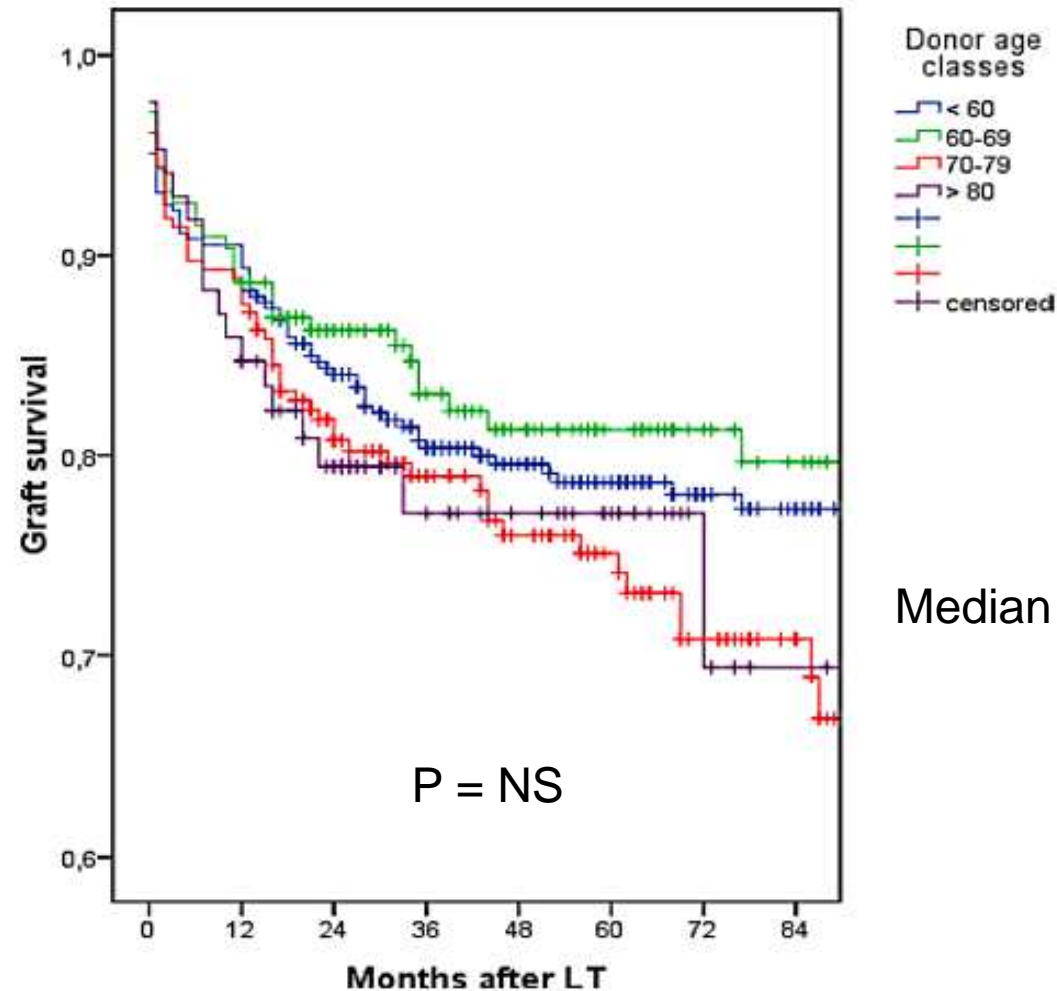 Donor age
classes
< 60
60-69
70-79
> 80
censored
1,0
0,9
0,8
0,7
0,6
Graft survival
P = NS
Median
0 12 24 36 48 60 72 84
Months after LT